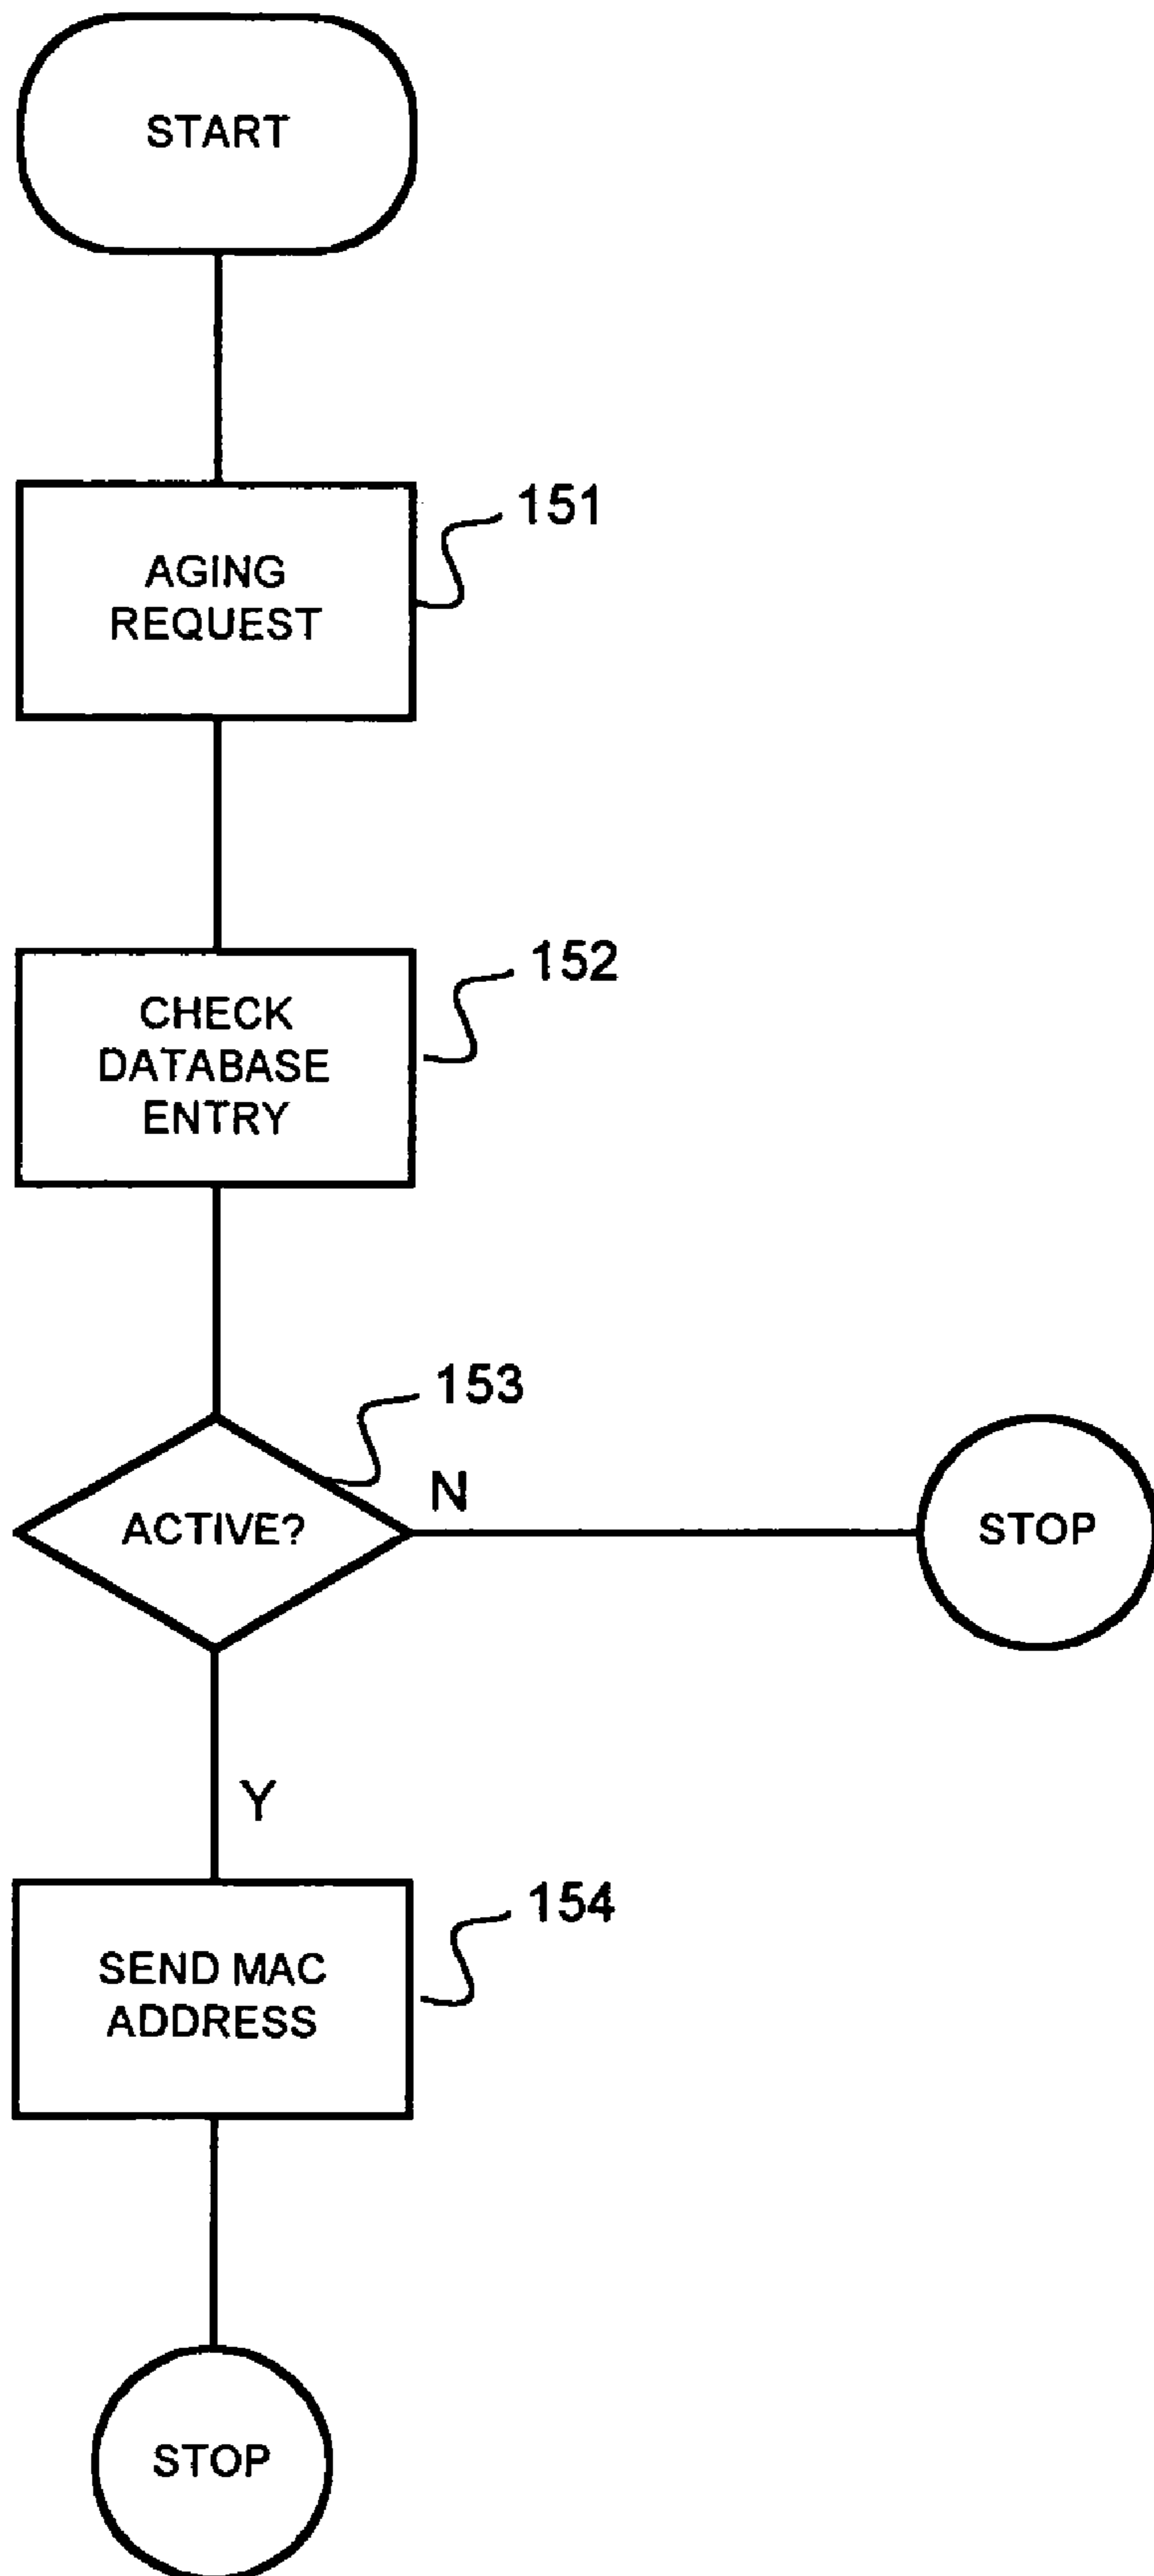 START
151
AGING
REQUEST
152
CHECK
DATABASE
ENTRY
153
N
ACTIVE?
STOP
Y
154
SEND MAC
ADDRESS
STOP